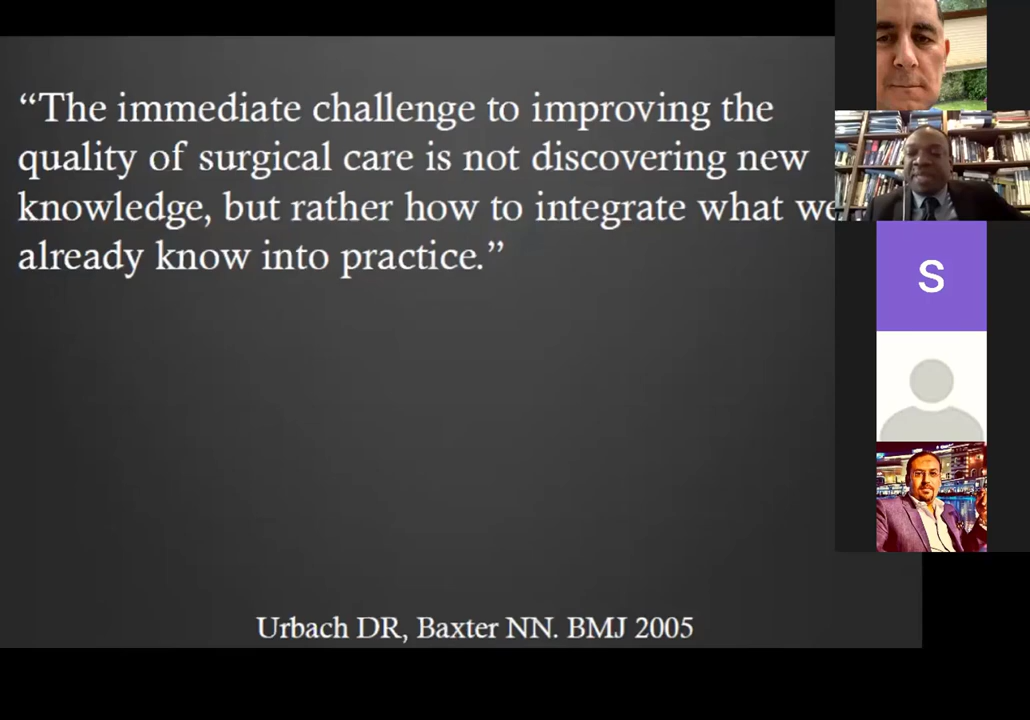 “The immediate challenge to improving the
quality of surgical care is not discovering new
knowledge, but rather how to integrate what we
already know into practice.”
S
Urbach DR, Baxter NN. BMJ 2005